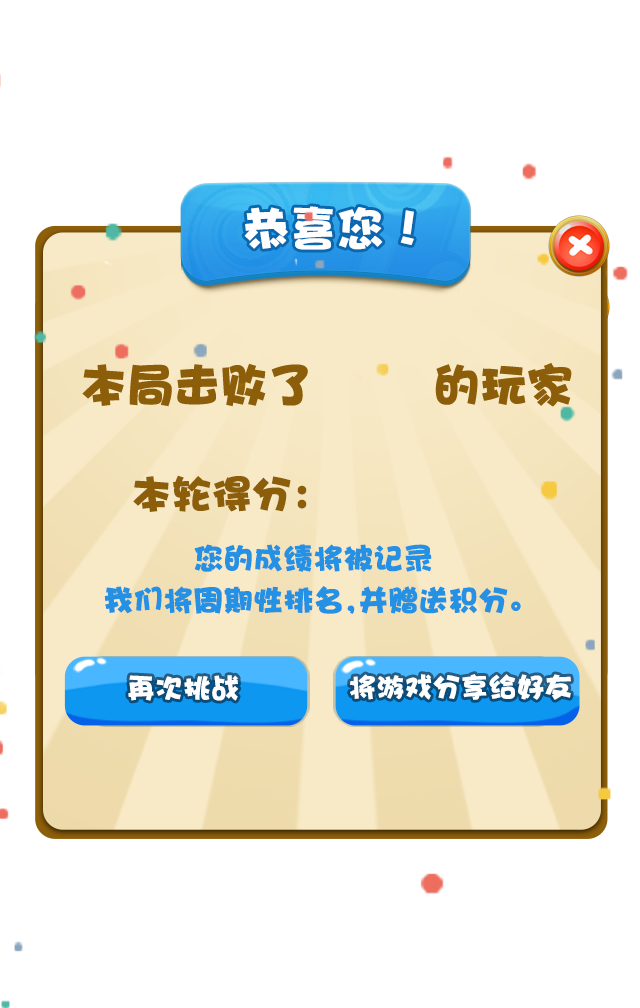 恭喜您！
本局击败了 的玩家
本轮得分：
您的成绩将被记录
我们将周期性排名，并赠送积分。
再次挑战
将游戏分享给好友